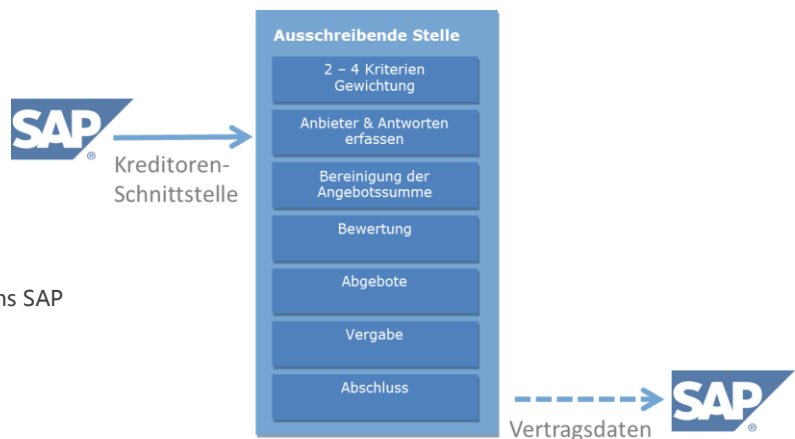 Ausschreibende Stelle
2 – 4 Kriterien
Gewichtung
Anbieter & Antworten
erfassen
SAP
®
Kreditoren-
Schnittstelle
Bereinigung der
Angebotssumme
Bewertung
Abgebote
SAP
Vergabe
Abschluss
SAP
®
Vertragsdaten